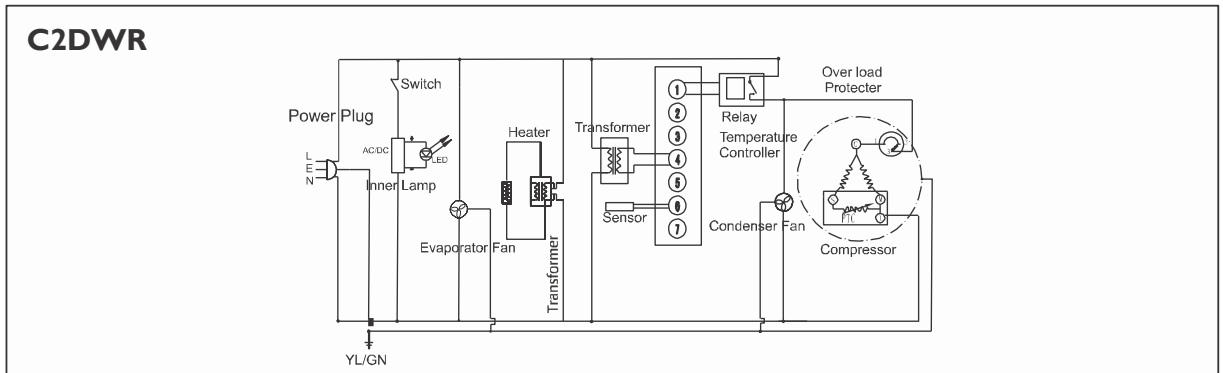 C2DWR
Switch
Over load
Protecter
Power Plug
L
E
N
AC/DC
LED
Inner Lamp
Heater
Transformer
1
2
3
4
5
6
7
Relay
Temperature
Controller
Sensor
Evaporator Fan
Transformer
Condenser Fan
PTC
Compressor
YL/GN